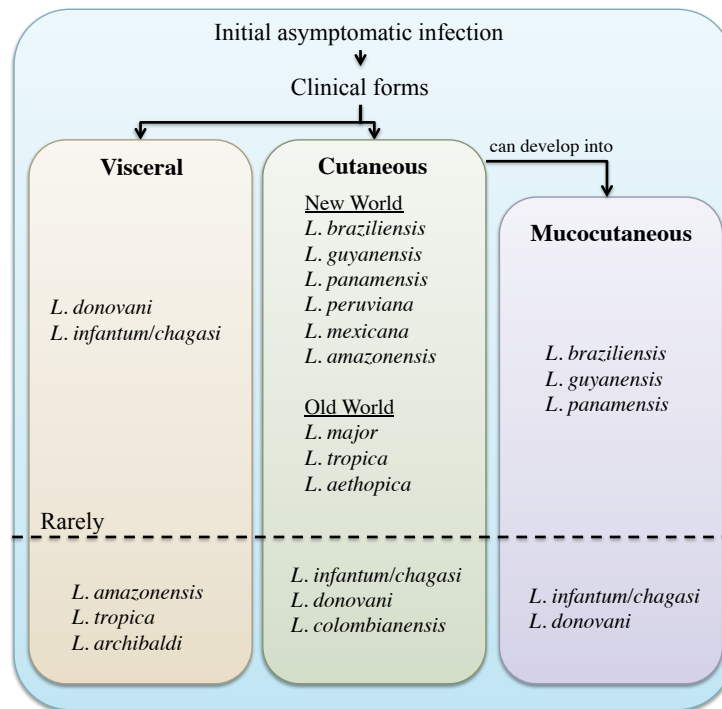 Initial asymptomatic infection
Clinical forms
can develop into
Visceral
L. donovani
L. infantum/chagasi
Cutaneous
New World
L. braziliensis
L. guyanensis
L. panamensis
L. peruviana
L. mexicana
L. amazonensis
Old World
L. major
L. tropica
L. aethopica
Mucocutaneous
L. braziliensis
L. guyanensis
L. panamensis
Rarely
L. amazonensis
L. tropica
L. archibaldi
L. infantum/chagasi
L. donovani
L. colombianensis
L. infantum/chagasi
L. donovani